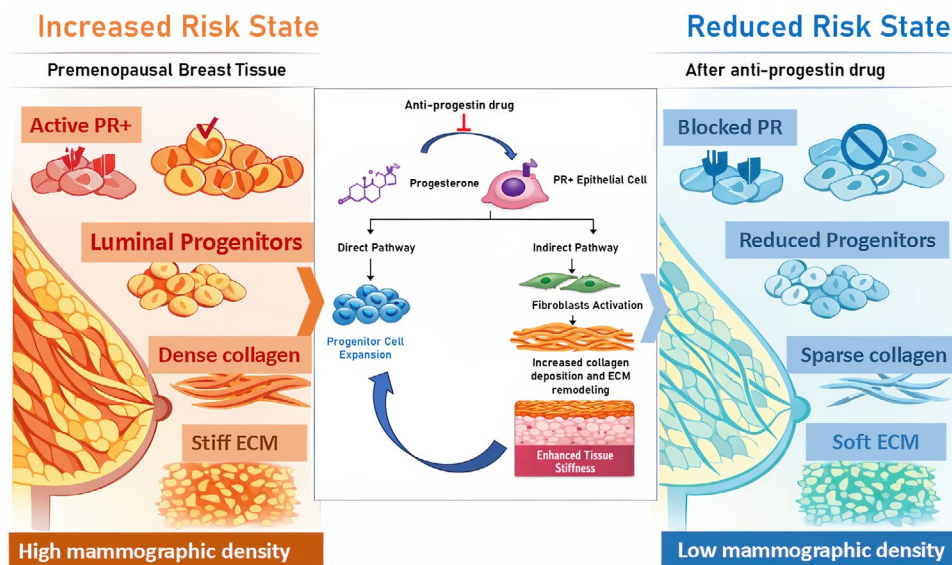 Increased Risk State
Premenopausal Breast Tissue
Active PR+
Luminal Progenitors
Dense collagen
Stiff ECM
High mammographic density
Anti-progestin drug
Progesterone
PR+ Epithelial Cell
Direct Pathway
Indirect Pathway
Progenitor Cell
Expansion
Fibroblasts Activation
Increased collagen
deposition and ECM
remodeling
Enhanced Tissue
Stiffness
Reduced Risk State
After anti-progestin drug
Blocked PR
Reduced Progenitors
Sparse collagen
Soft ECM
Low mammographic density